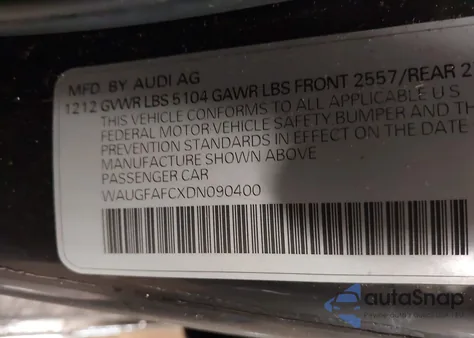 MFD. BY AUDI AG
1212 GVWR LBS 5104 GAWR LBS FRONT 2557/REAR 2
THIS VEHICLE CONFORMS TO ALL APPLICABLE U S
FEDERAL MOTOR VEHICLE SAFETY BUMPER AND TH
PREVENTION STANDARDS IN EFFECT ON THE DATE
MANUFACTURE SHOWN ABOVE
PASSENGER CAR
WAUGFAFCXDN090400
autoSnap